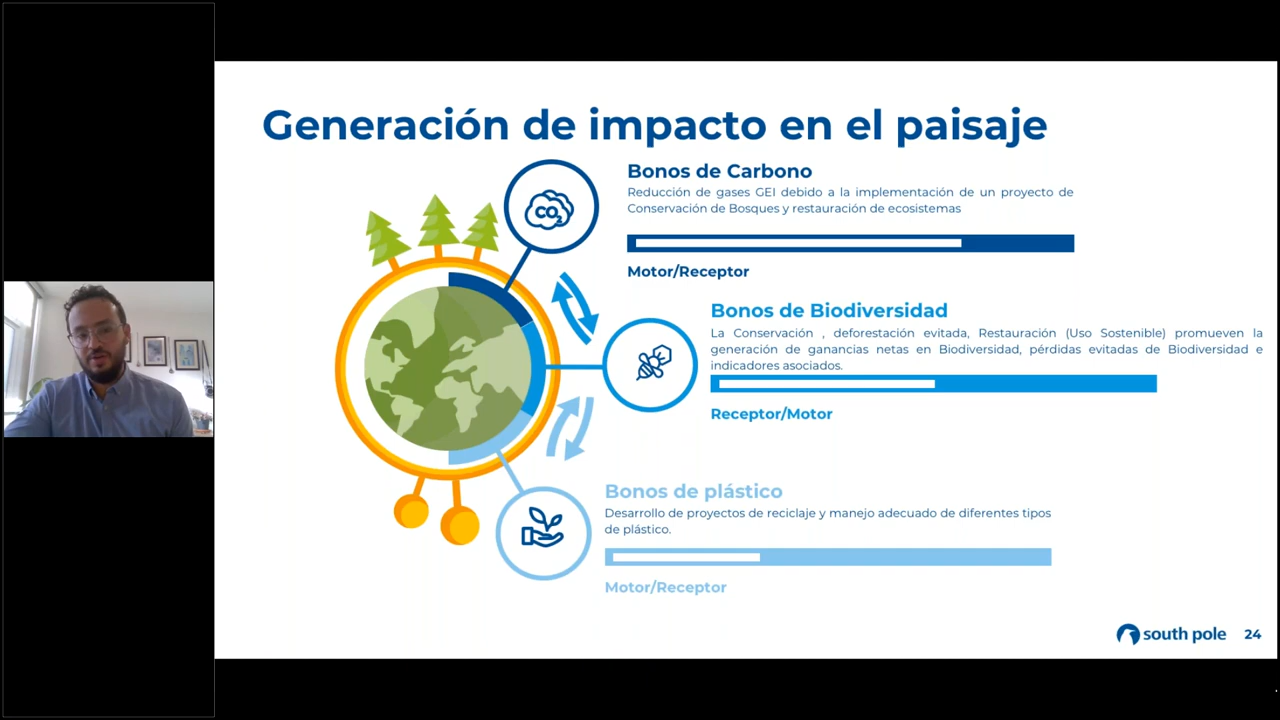 Generación de impacto en el paisaje
Bonos de Carbono
Reducción de gases GEI debido a la implementación de un proyecto de
Conservación de Bosques y restauración de ecosistemas
CO2
Motor/Receptor
Bonos de Biodiversidad
La Conservación , deforestación evitada, Restauración (Uso Sostenible) promueven la
generación de ganancias netas en Biodiversidad, pérdidas evitadas de Biodiversidad e
indicadores asociados.
Receptor/Motor
Bonos de plástico
Desarrollo de proyectos de reciclaje y manejo adecuado de diferentes tipos
de plástico.
Motor/Receptor
south pole 24